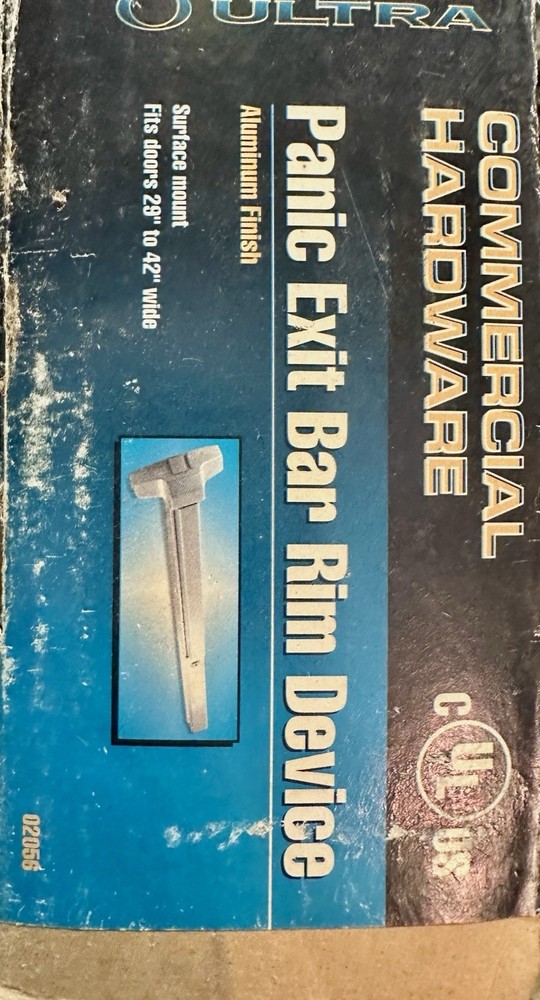 ULTRA
COMMERCIAL
HARDWARE
C UL US
Panic Exit Bar Rim Device
Aluminum Finish
Surface mount
Fits doors 29" to 42" wide
02056